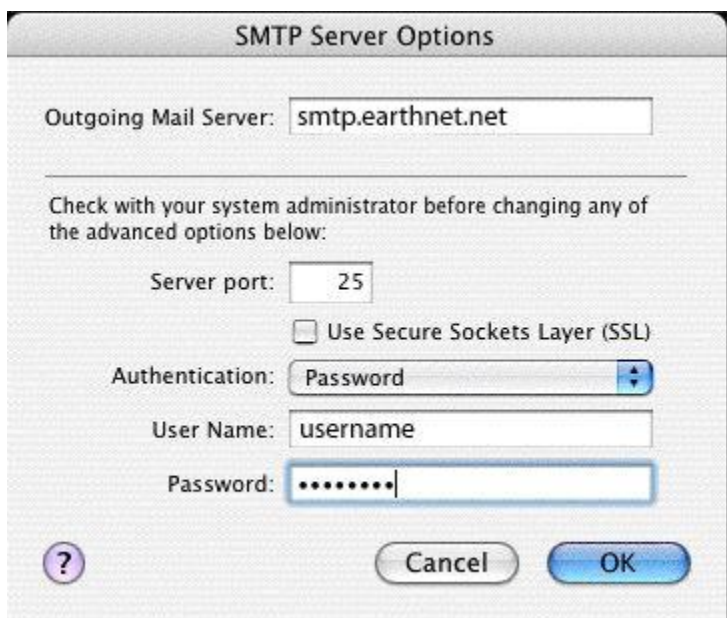 SMTP Server Options
Outgoing Mail Server: smtp.earthnet.net
Check with your system administrator before changing any of
the advanced options below:
Server port: 25
Use Secure Sockets Layer (SSL)
Authentication: Password
User Name: username
Password: ••••••••
? Cancel OK